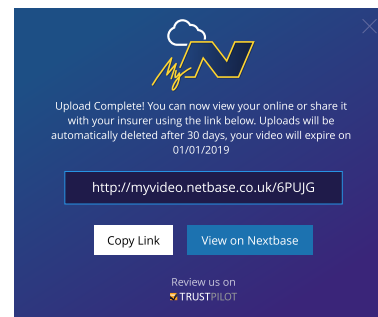 My N
Upload Complete! You can now view your online or share it
with your insurer using the link below. Uploads will be
automatically deleted after 30 days, your video will expire on
01/01/2019
http://myvideo.netbase.co.uk/6PUJG
Copy Link View on Nextbase
Review us on
TRUSTPILOT